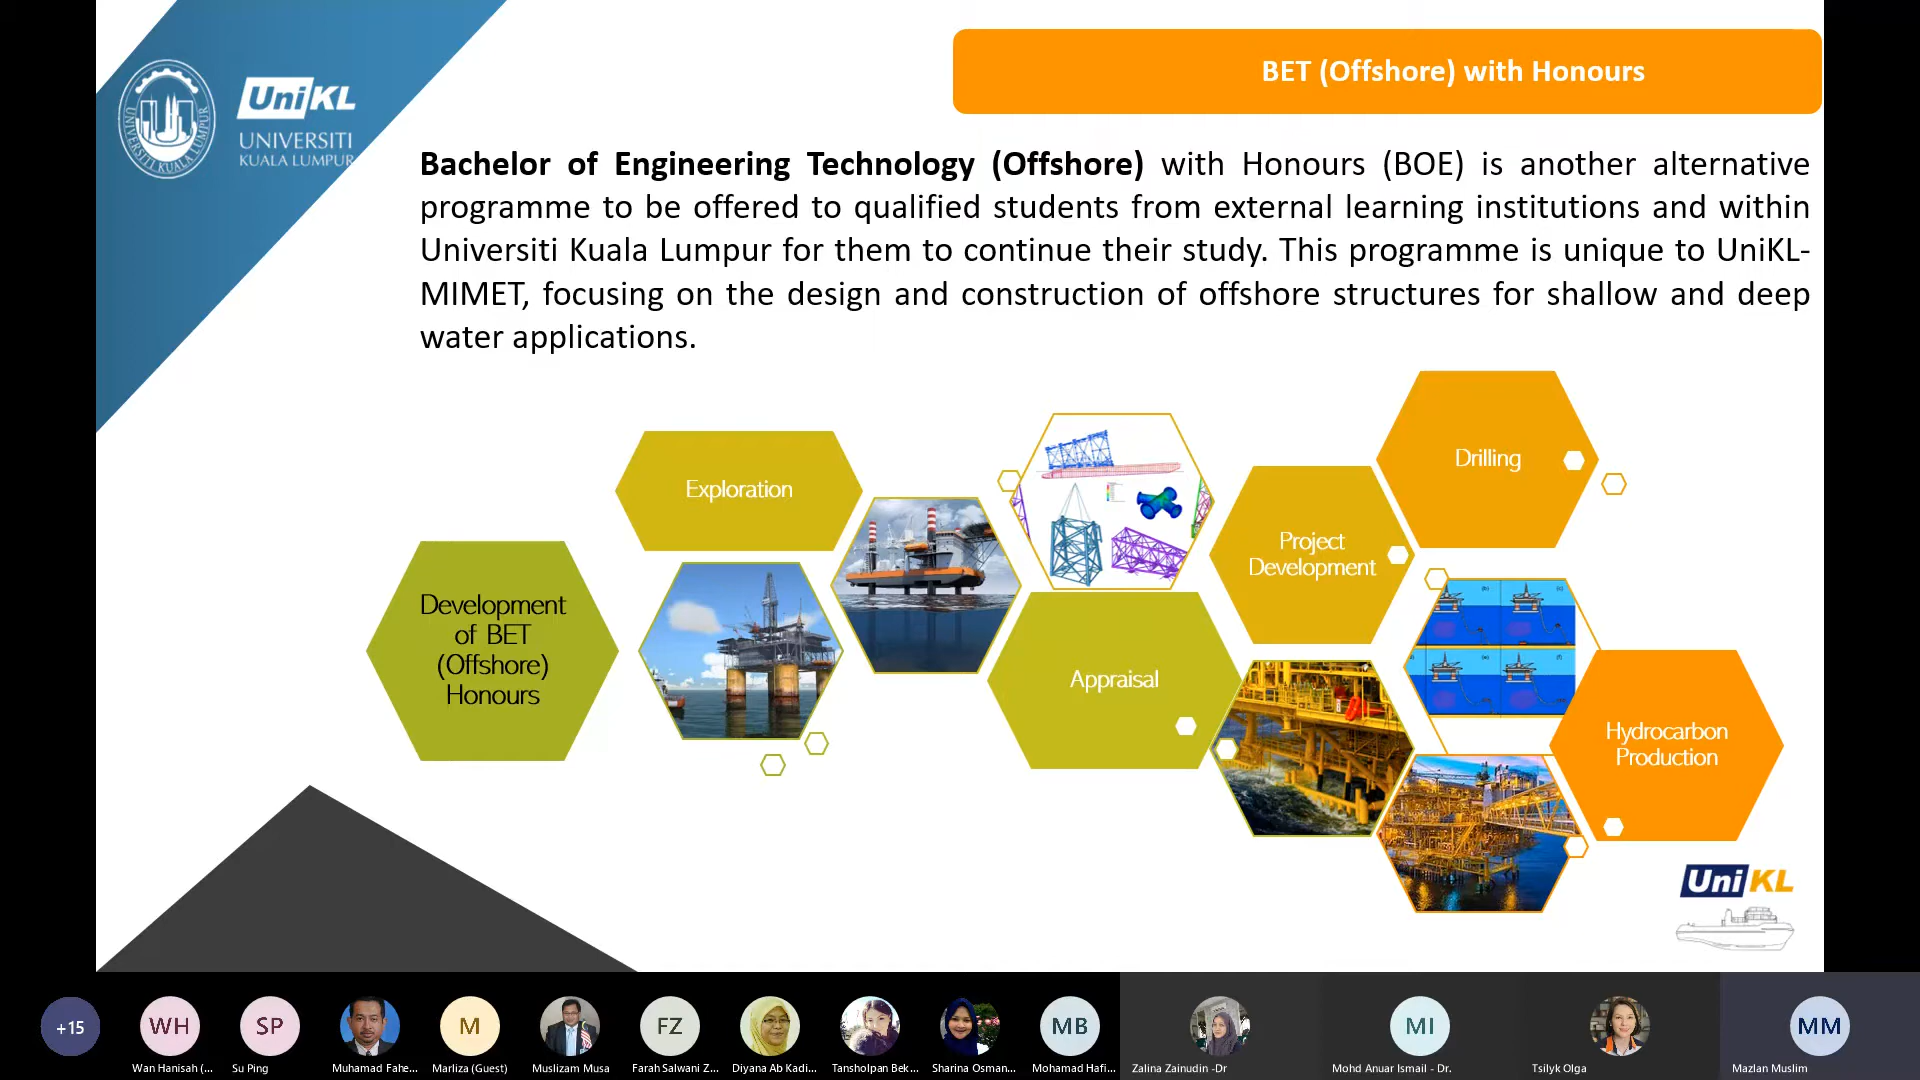 BET (Offshore) with Honours
UNIVERSITI KUALA LUMPUR
UniKL
UNIVERSITI
KUALA LUMPUR
Bachelor of Engineering Technology (Offshore) with Honours (BOE) is another alternative
programme to be offered to qualified students from external learning institutions and within
Universiti Kuala Lumpur for them to continue their study. This programme is unique to UniKL-
MIMET, focusing on the design and construction of offshore structures for shallow and deep
water applications.
Development
of BET
(Offshore)
Honours
Exploration
Appraisal
Project
Development
Drilling
Hydrocarbon
Production
UniKL
+15
WH
SP
M
FZ
MB
MI
MM
Wan Hanisah (...
Su Ping
Muhamad Fahe...
Marliza (Guest)
Muslizam Musa
Farah Salwani Z...
Diyana Ab Kadi...
Tansholpan Bek...
Sharina Osman...
Mohamad Hafi...
Zalina Zainudin -Dr
Mohd Anuar Ismail - Dr.
Tsilyk Olga
Mazlan Muslim